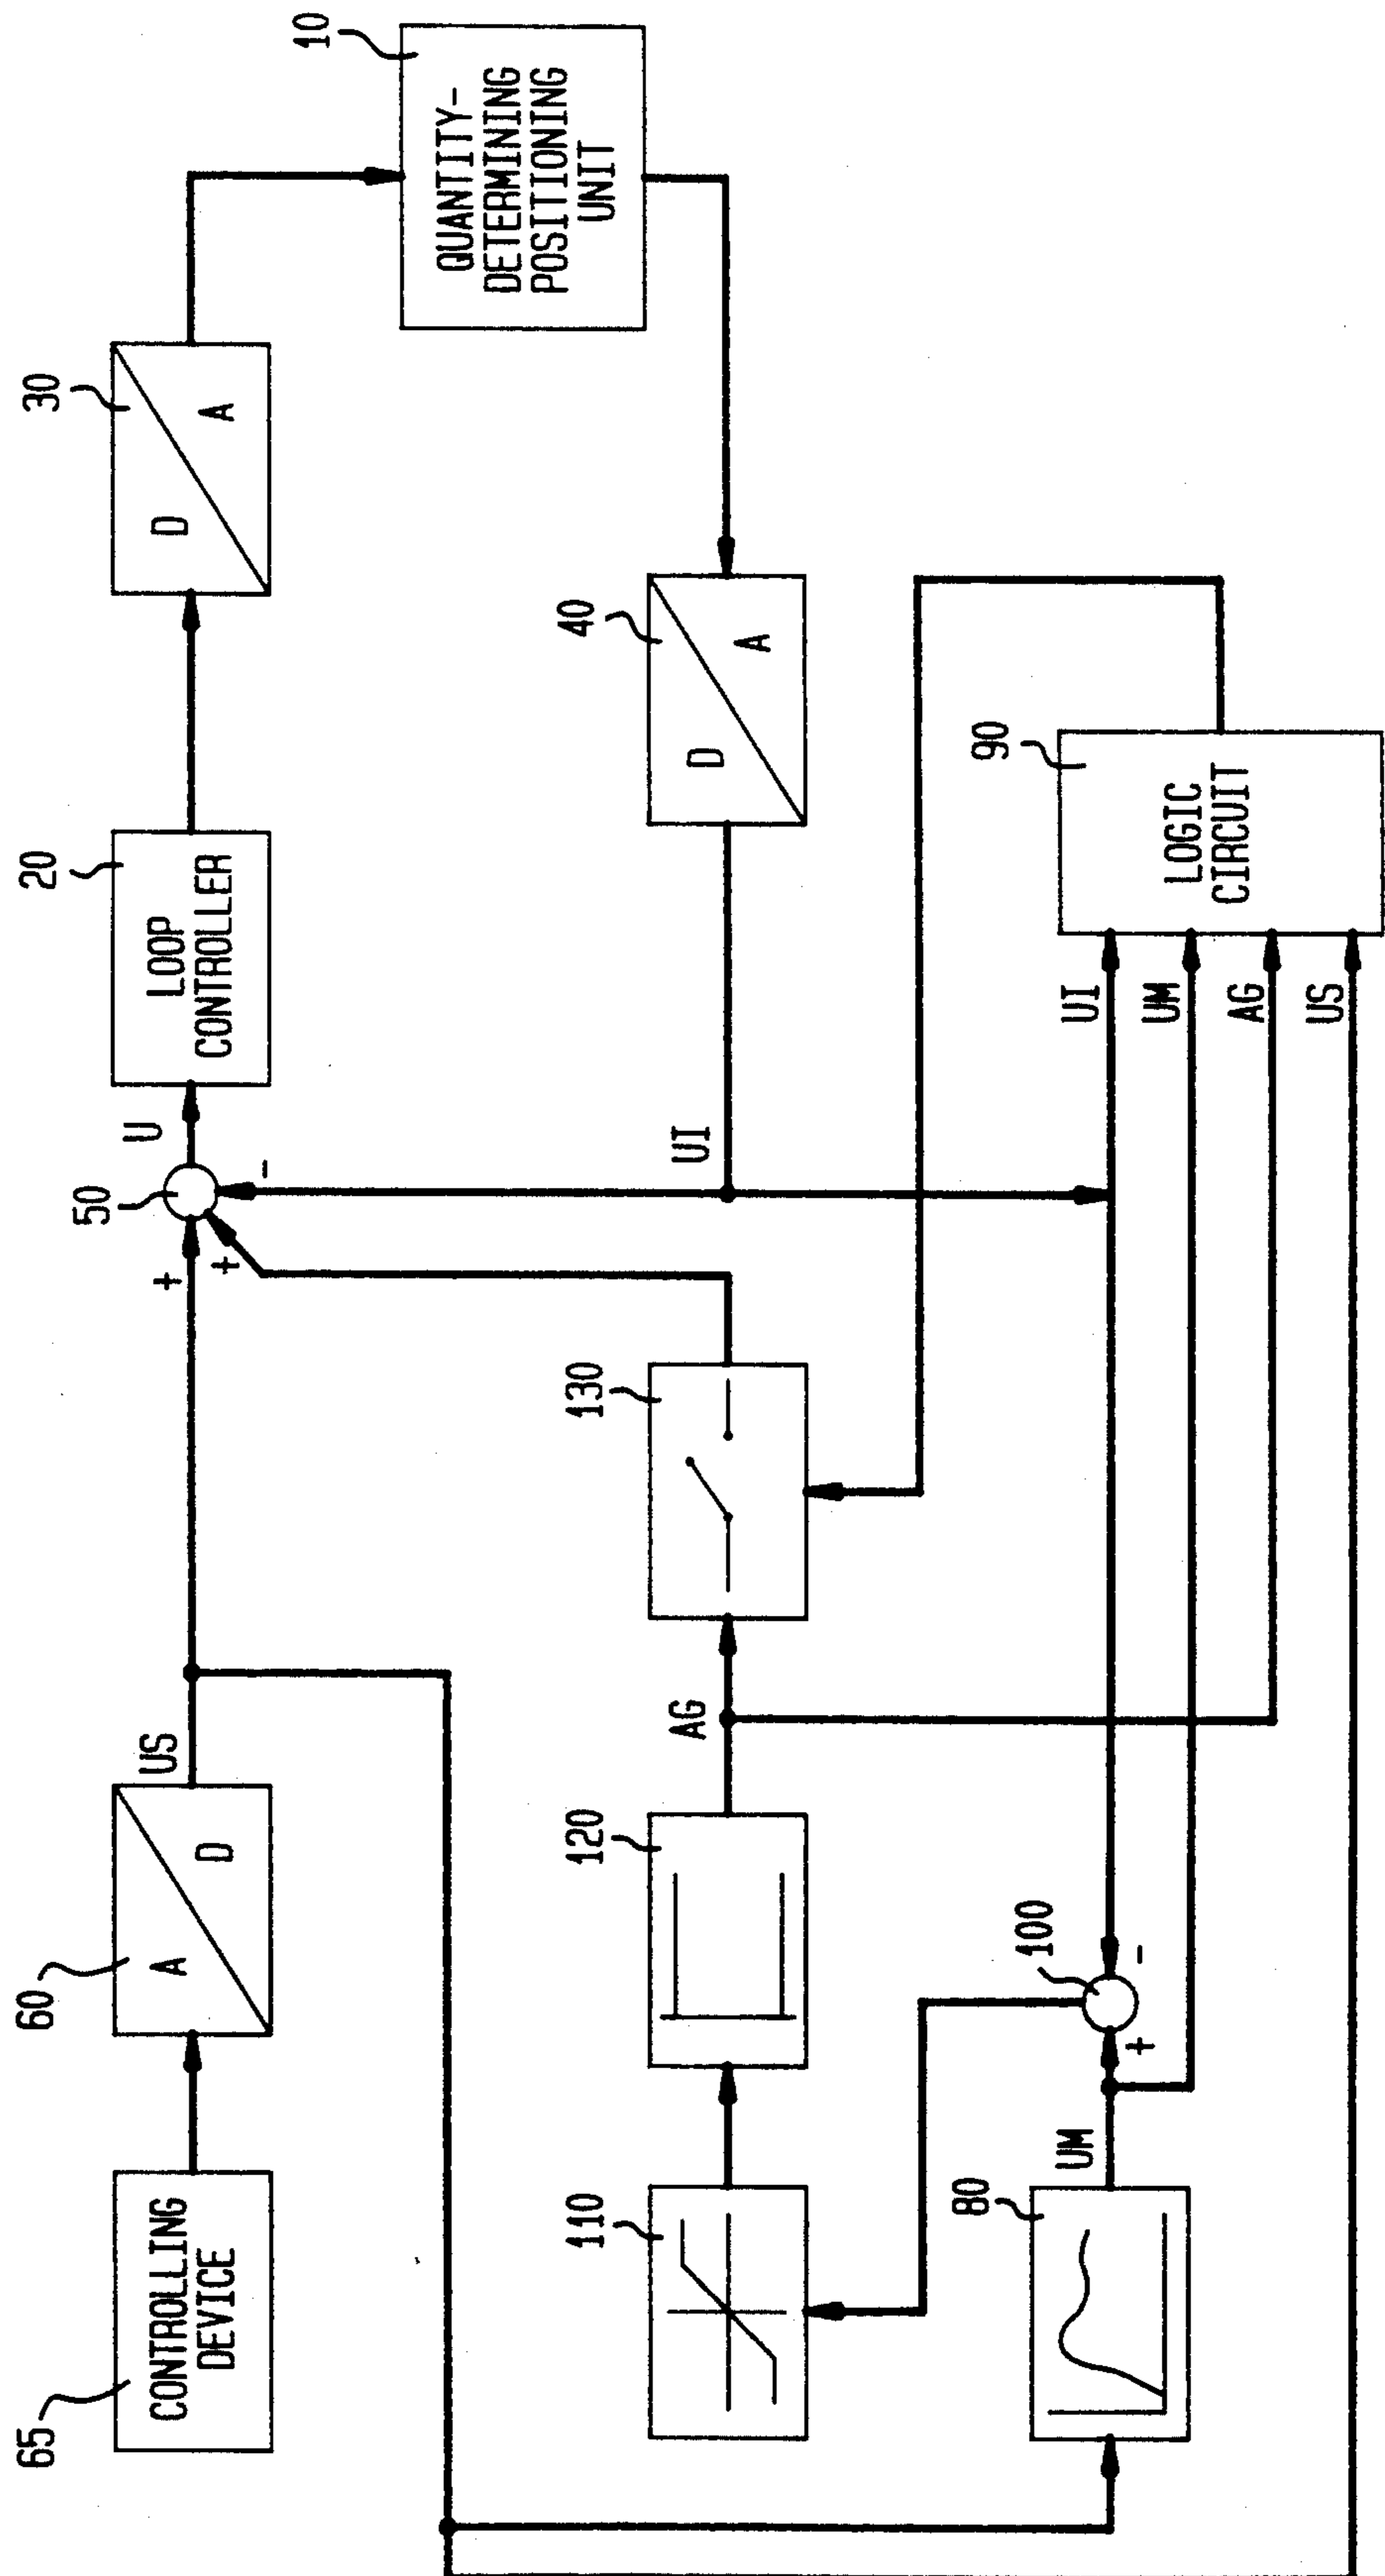 65
CONTROLLING
DEVICE
60
A
D
US
+
+
-
50
U
20
LOOP
CONTROLLER
30
D
A
10
QUANTITY-
DETERMINING
POSITIONING
UNIT
110
120
AG
130
UI
40
D
A
80
UM
+
100
-
UI
UM
AG
US
90
LOGIC
CIRCUIT